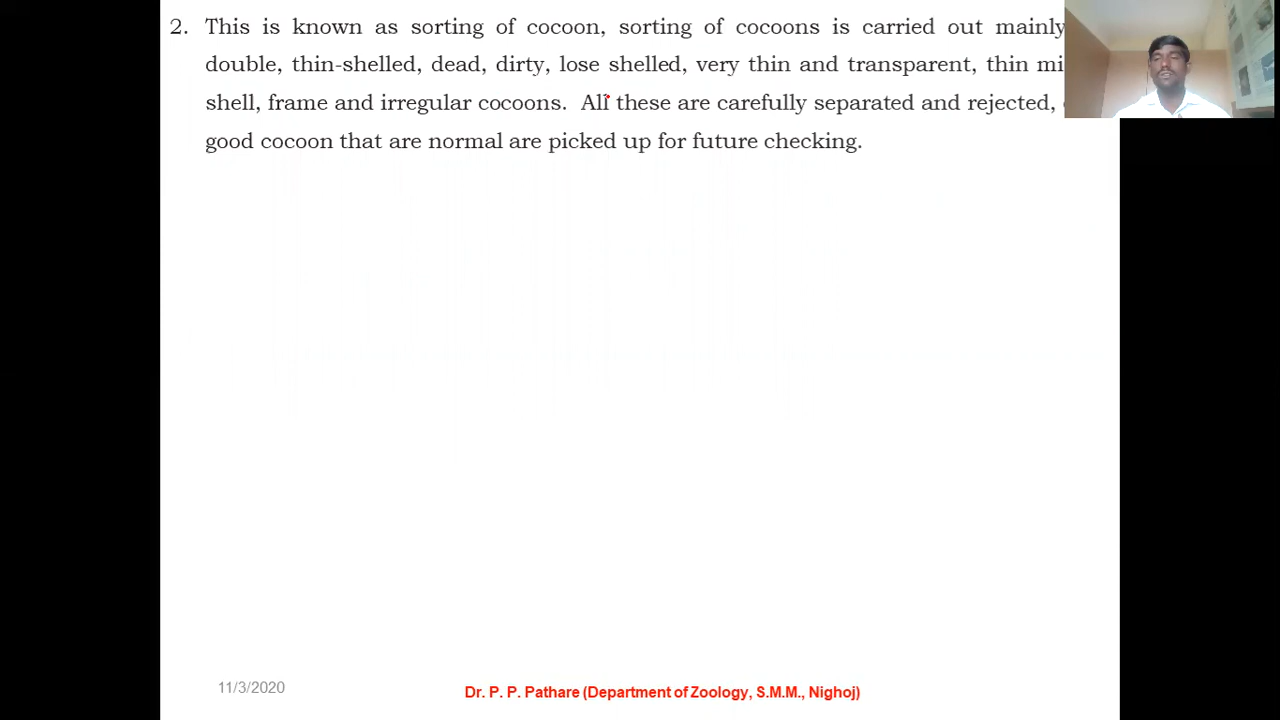 2. This is known as sorting of cocoon, sorting of cocoons is carried out mainly
double, thin-shelled, dead, dirty, lose shelled, very thin and transparent, thin
shell, frame and irregular cocoons. All these are carefully separated and rejected,
good cocoon that are normal are picked up for future checking.
11/3/2020
Dr. P. P. Pathare (Department of Zoology, S.M.M., Nighoj)